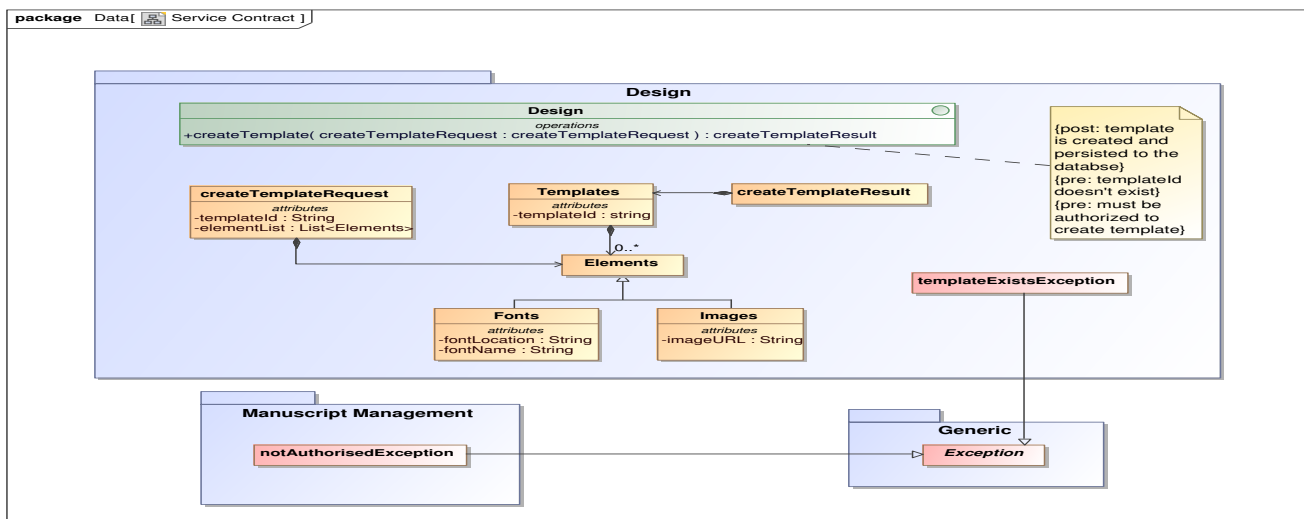 package Data[ Service Contract ]
Design
Design
operations
+createTemplate( createTemplateRequest : createTemplateRequest ) : createTemplateResult
{post: template
is created and
persisted to the
databse}
{pre: templateId
doesn't exist}
{pre: must be
authorized to
create template}
createTemplateRequest
attributes
-templateId : String
-elementList : List<Elements>
Templates
attributes
-templateId : string
createTemplateResult
0..*
Elements
templateExistsException
Fonts
attributes
-fontLocation : String
-fontName : String
Images
attributes
-imageURL : String
Manuscript Management
notAuthorisedException
Generic
Exception